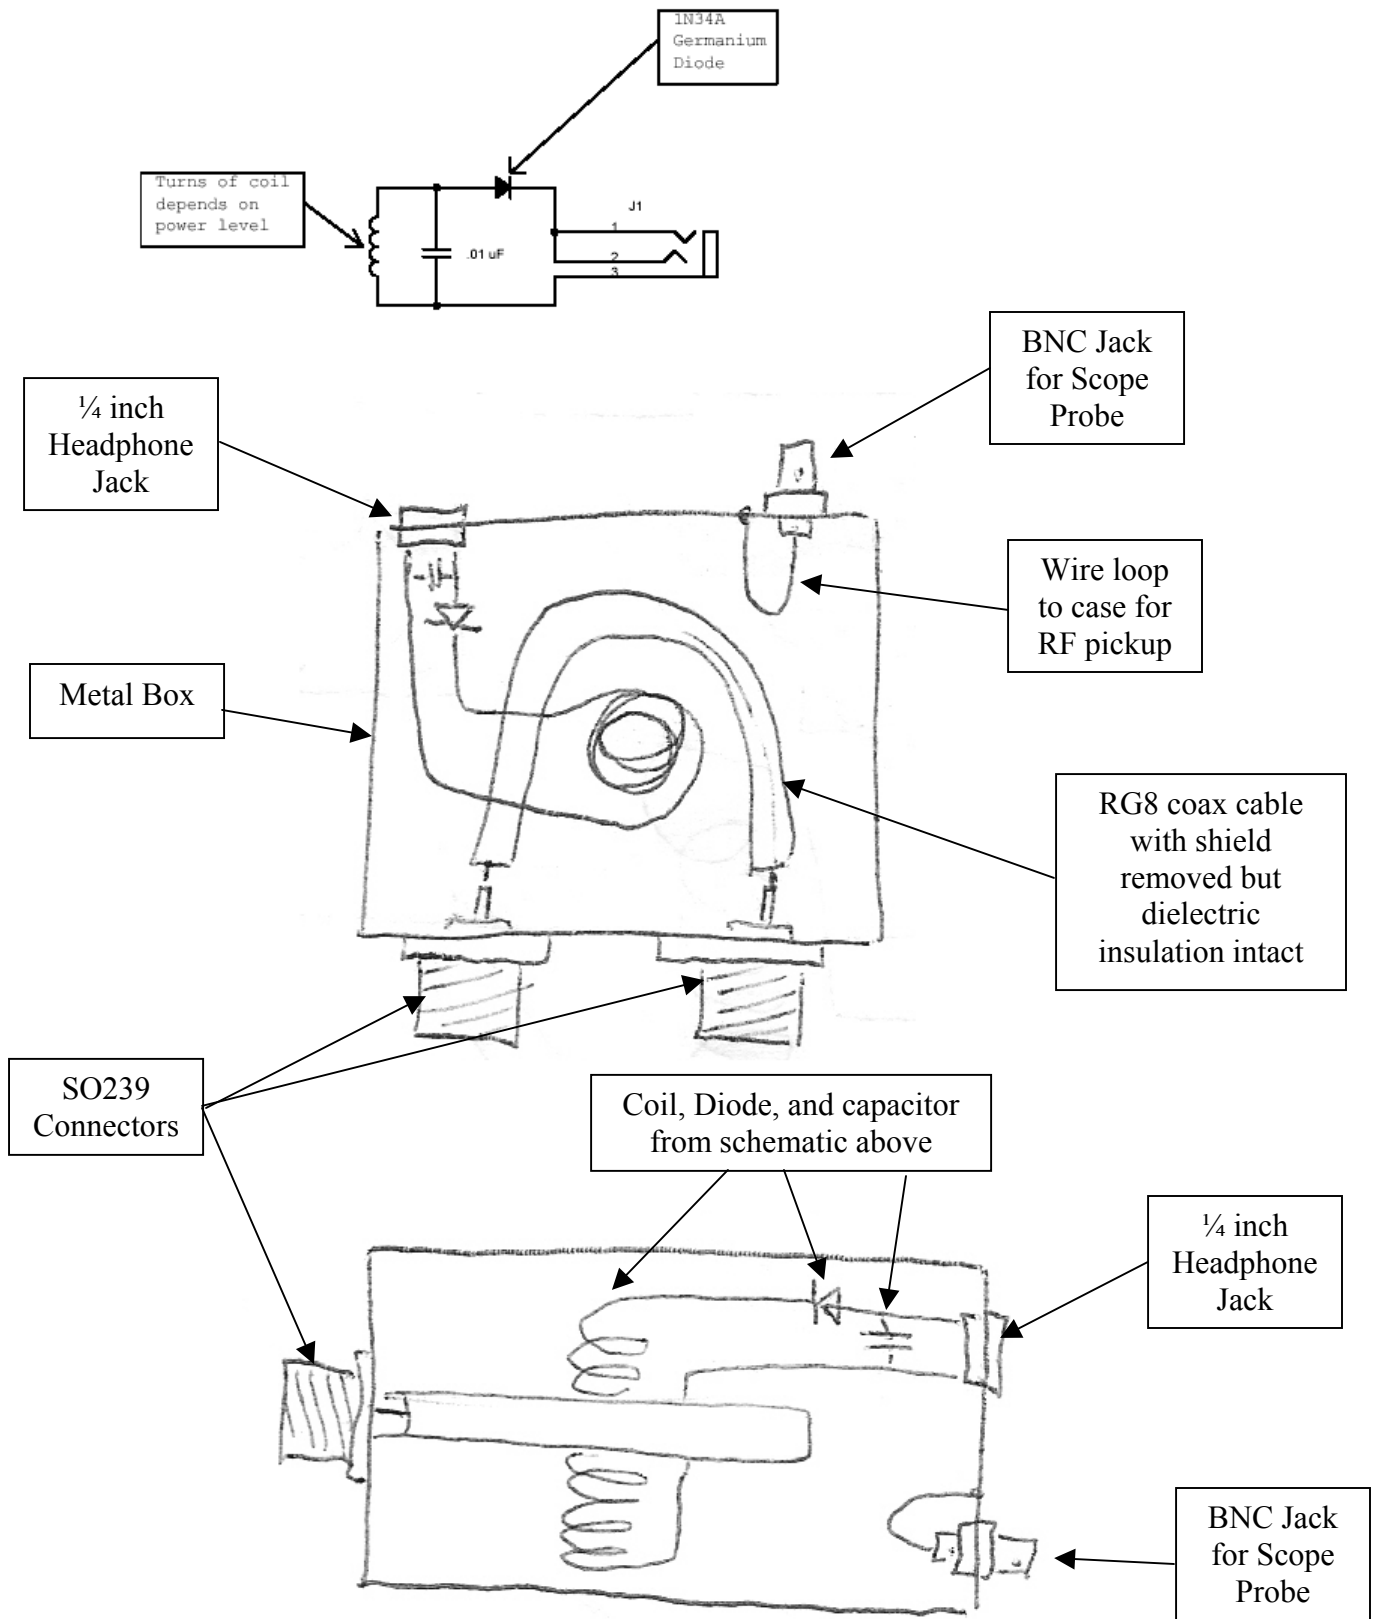 1N34A
Germanium
Diode
Turns of coil
depends on
power level
J1
1
.01 uF
2
3
BNC Jack
for Scope
Probe
¼ inch
Headphone
Jack
Wire loop
to case for
RF pickup
Metal Box
RG8 coax cable
with shield
removed but
dielectric
insulation intact
SO239
Connectors
Coil, Diode, and capacitor
from schematic above
¼ inch
Headphone
Jack
BNC Jack
for Scope
Probe